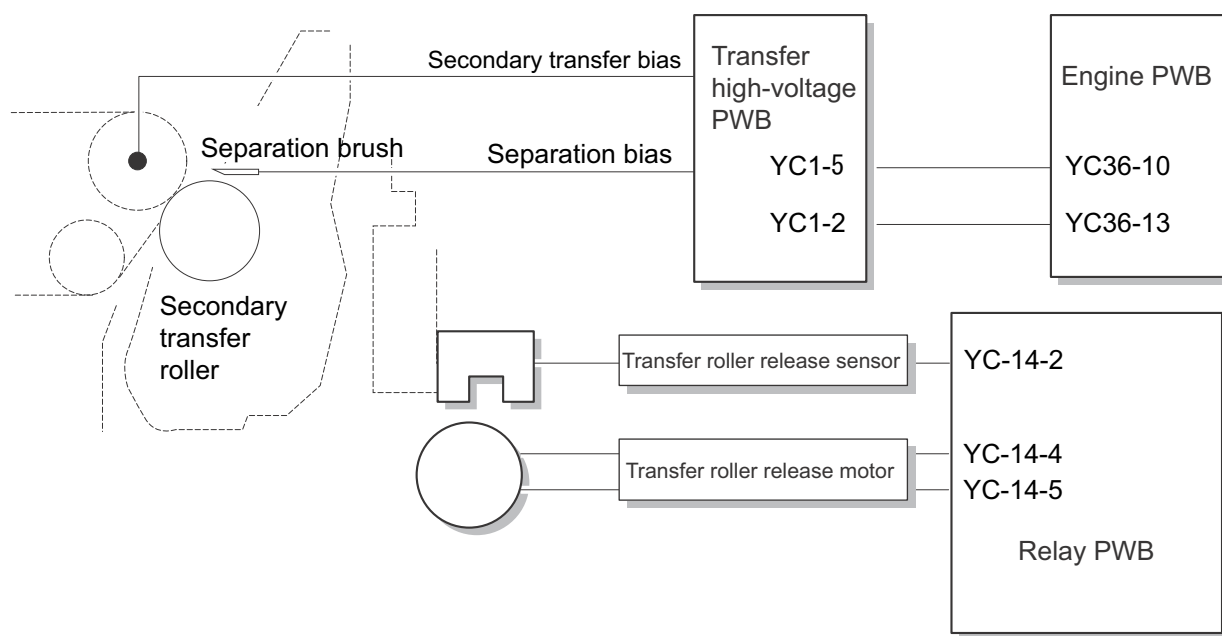 Secondary transfer bias
Transfer
high-voltage
PWB
Engine PWB
Separation brush
Separation bias
YC1-5
YC36-10
YC1-2
YC36-13
Secondary
transfer
roller
Transfer roller release sensor
YC-14-2
Transfer roller release motor
YC-14-4
YC-14-5
Relay PWB